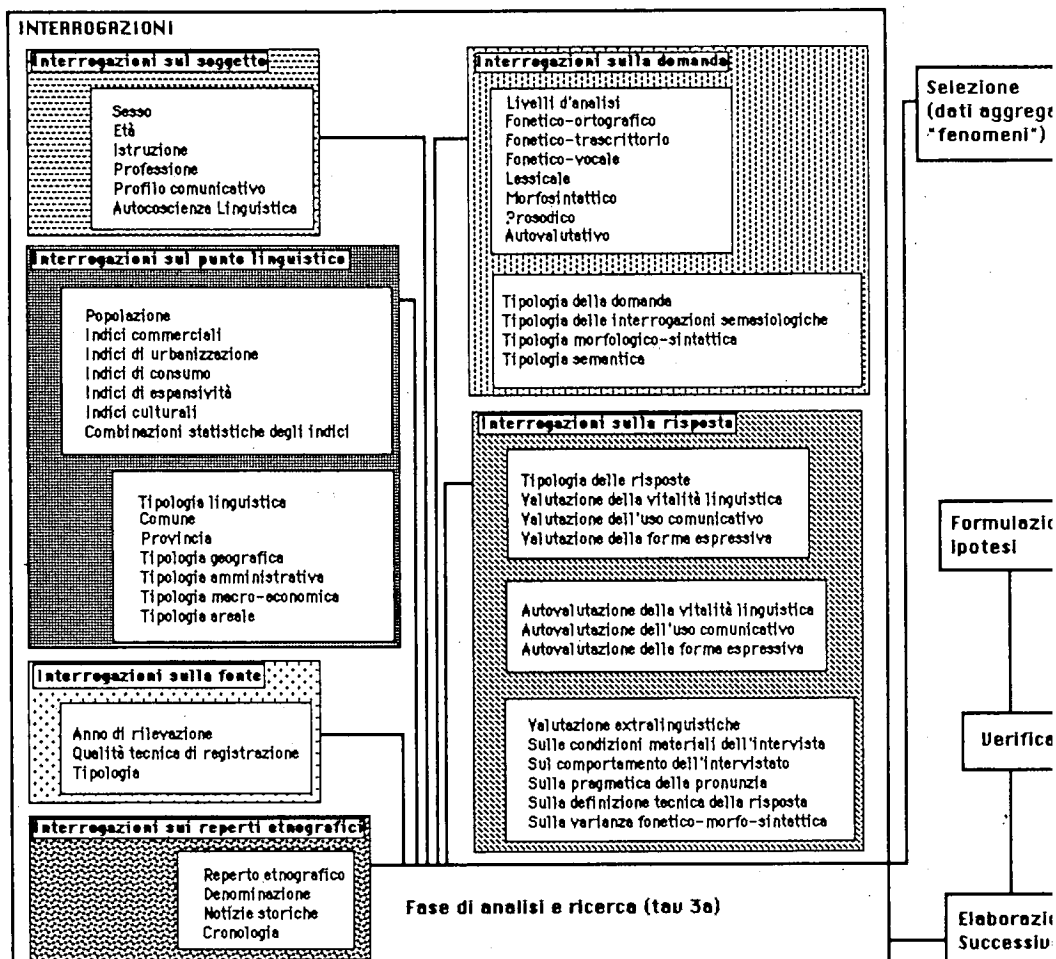 INTERROGAZIONI
Interrogazioni sul soggetto
Sesso
Età
Istruzione
Professione
Profilo comunicativo
Autocoscienza Linguistica
Interrogazioni sul punto linguistico
Popolazione
Indici commerciali
Indici di urbanizzazione
Indici di consumo
Indici di espansività
Indici culturali
Combinazioni statistiche degli indici
Tipologia linguistica
Comune
Provincia
Tipologia geografica
Tipologia amministrativa
Tipologia macro-economica
Tipologia areale
Interrogazioni sulla fonte
Anno di rilevazione
Qualità tecnica di registrazione
Tipologia
Interrogazioni sui reperti etnografici
Reperto etnografico
Denominazione
Notizie storiche
Cronologia
Interrogazioni sulla domanda
Livelli d'analisi
Fonetico-ortografico
Fonetico-trascrittorio
Fonetico-vocale
Lessicale
Morfosintattico
Prosodico
Autovalutativo
Tipologia della domanda
Tipologia delle interrogazioni semasiologiche
Tipologia morfologico-sintattica
Tipologia semantica
Interrogazioni sulla risposta
Tipologia delle risposte
Valutazione della vitalità linguistica
Valutazione dell'uso comunicativo
Valutazione della forma espressiva
Autovalutazione della vitalità linguistica
Autovalutazione dell'uso comunicativo
Autovalutazione della forma espressiva
Valutazione extralinguistiche
Sulla condizioni materiali dell'intervista
Sul comportamento dell'intervistato
Sulla pragmatica della pronunzia
Sulla definizione tecnica della risposta
Sulla varianza fonetico-morfo-sintattica
Fase di analisi e ricerca (tav 3a)
Selezione
(dati aggrega
"fenomeni")
Formulazio
ipotesi
Verifica
Elaborazio
Successiv